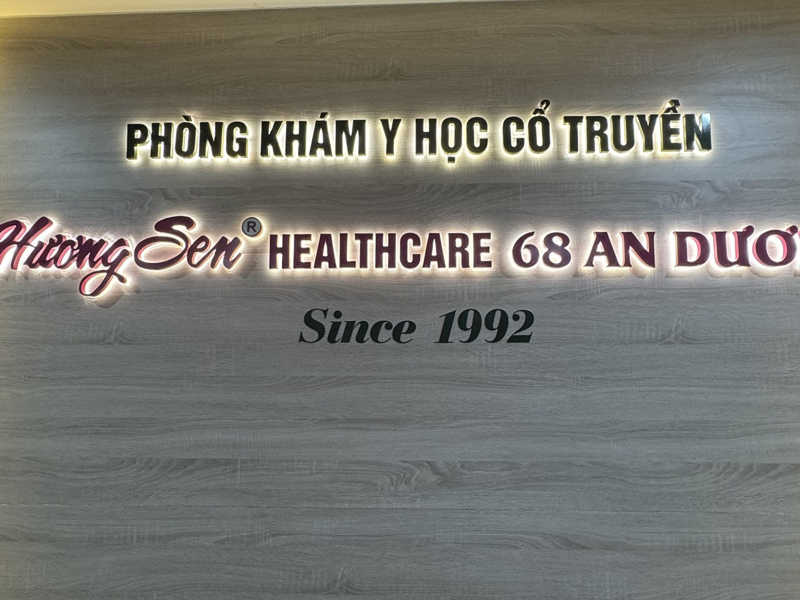 PHÒNG KHÁM Y HỌC CỔ TRUYỀN
Hương Sen® HEALTHCARE 68 AN DƯƠ
Since 1992